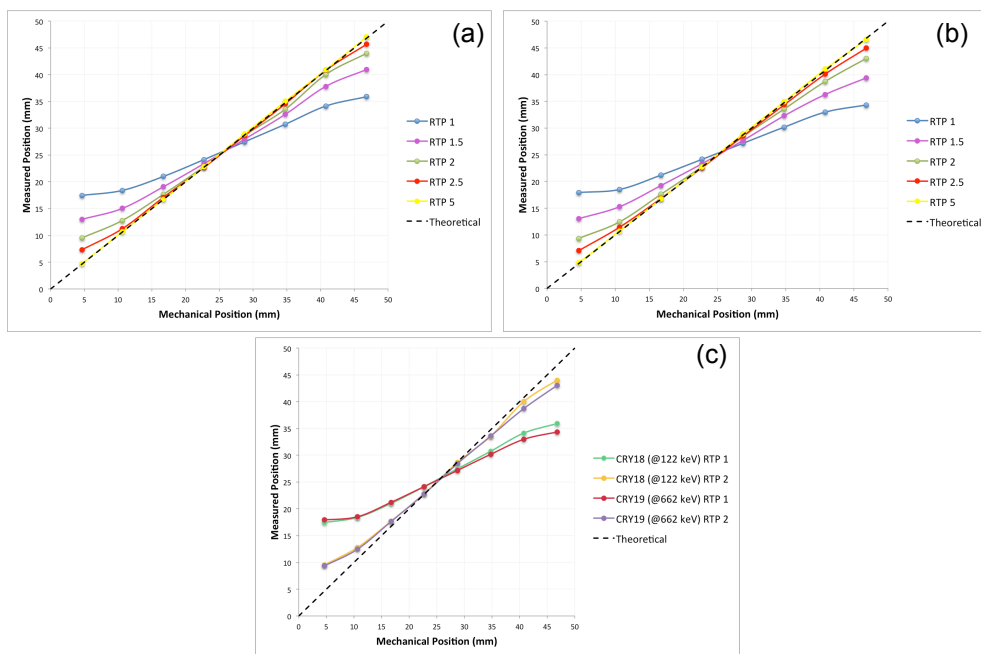 (a)
50
45
40
35
30
25
20
15
10
5
0
Measured Position (mm)
0 5 10 15 20 25 30 35 40 45 50
Mechanical Position (mm)
RTP 1
RTP 1.5
RTP 2
RTP 2.5
RTP 5
Theoretical
(b)
50
45
40
35
30
25
20
15
10
5
0
Measured Position (mm)
0 5 10 15 20 25 30 35 40 45 50
Mechanical Position (mm)
RTP 1
RTP 1.5
RTP 2
RTP 2.5
RTP 5
Theoretical
(c)
50
45
40
35
30
25
20
15
10
5
0
Measured Position (mm)
0 5 10 15 20 25 30 35 40 45 50
Mechanical Position (mm)
CRY18 (@122 keV) RTP 1
CRY18 (@122 keV) RTP 2
CRY19 (@662 keV) RTP 1
CRY19 (@662 keV) RTP 2
Theoretical